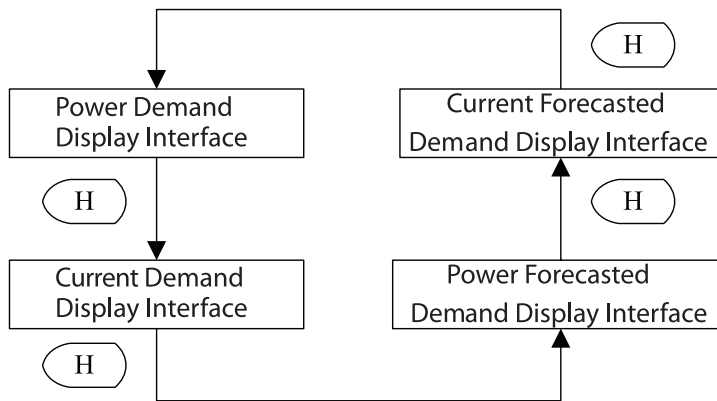 H
Power Demand
Display Interface
Current Forecasted
Demand Display Interface
H
H
Current Demand
Display Interface
Power Forecasted
Demand Display Interface
H